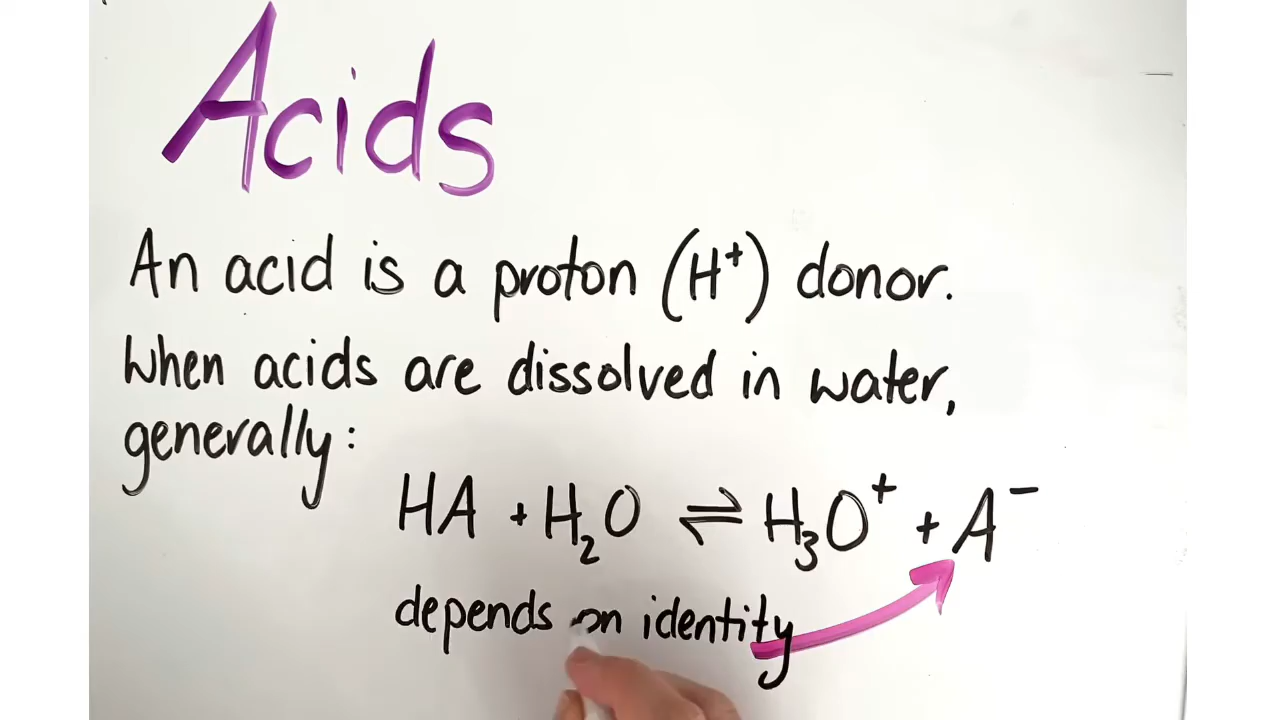 Acids
An acid is a proton (H⁺) donor.
When acids are dissolved in water,
generally:
HA + H₂O ⇌ H₃O⁺ + A⁻
depends on identity